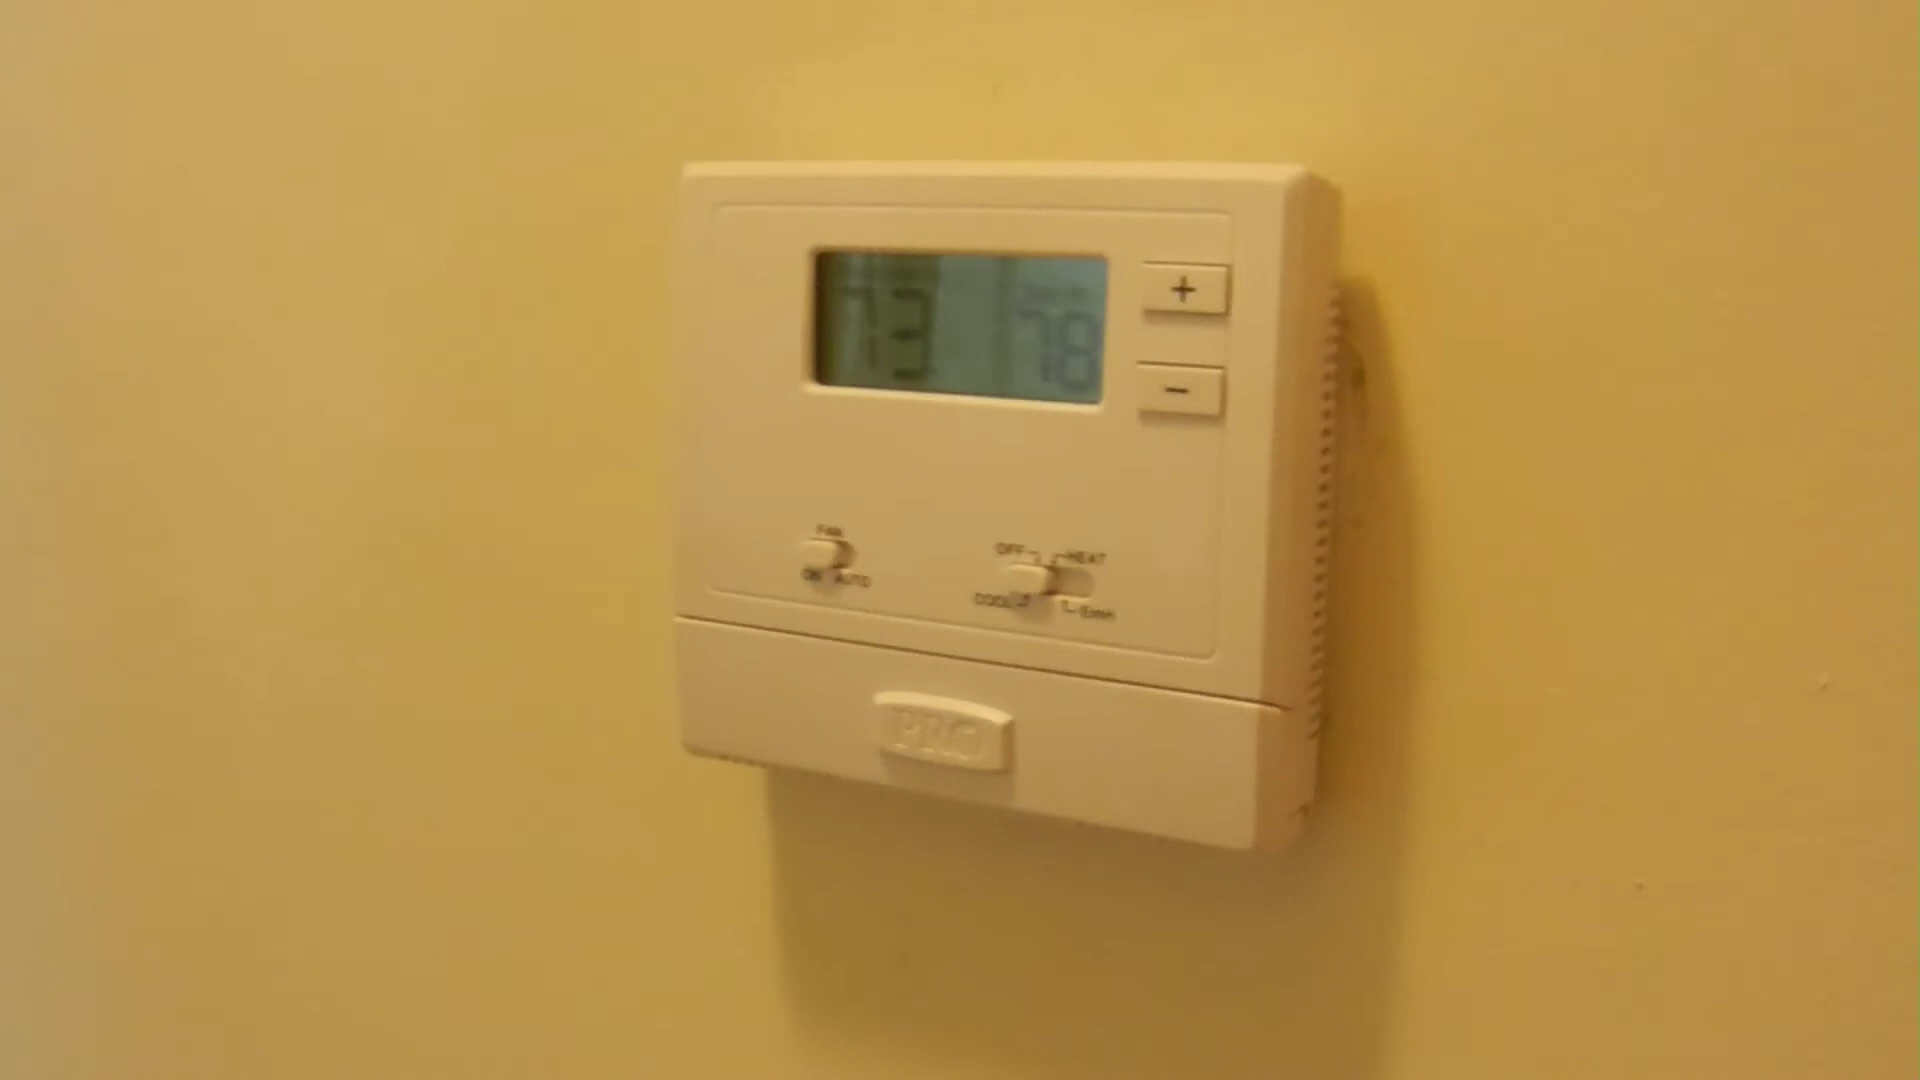 73
78
+
-
FAN
ON AUTO
OFF HEAT
COOL
PRO